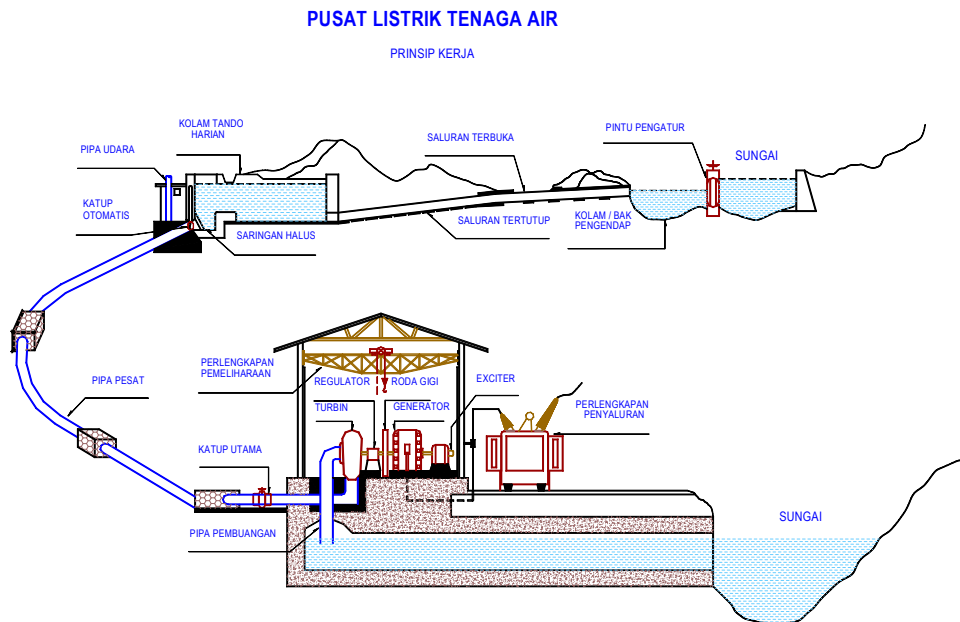 PUSAT LISTRIK TENAGA AIR
PRINSIP KERJA
KOLAM TANDO
HARIAN
PIPA UDARA
SALURAN TERBUKA
PINTU PENGATUR
SUNGAI
KATUP
OTOMATIS
SARINGAN HALUS
SALURAN TERTUTUP
KOLAM / BAK
PENGENDAP
PERLENGKAPAN
PEMELIHARAAN
REGULATOR
RODA GIGI
EXCITER
PIPA PESAT
TURBIN
GENERATOR
PERLENGKAPAN
PENYALURAN
KATUP UTAMA
PIPA PEMBUANGAN
SUNGAI